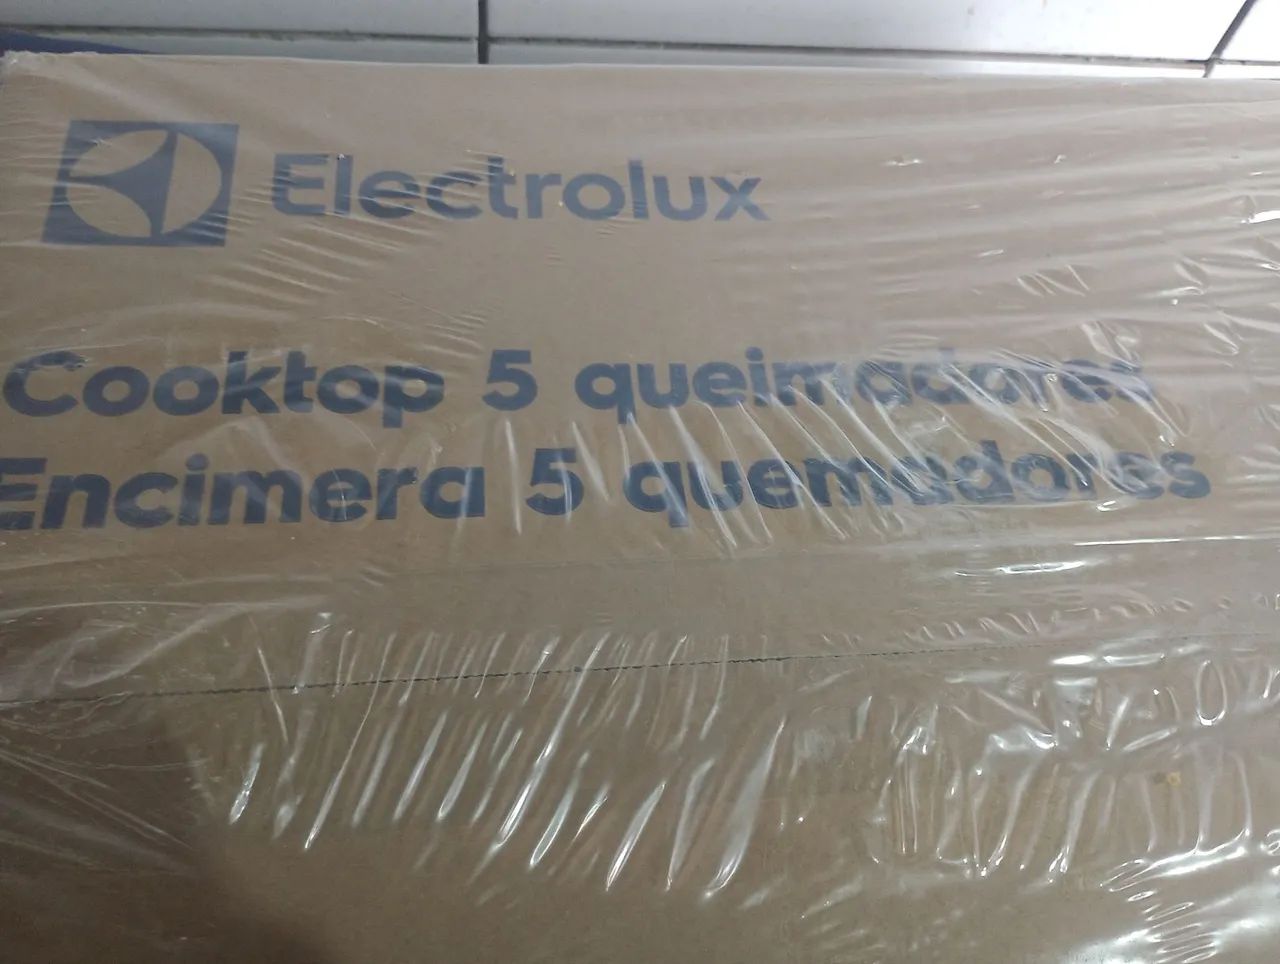 Electrolux
Cooktop 5 queimadores
Encimera 5 quemadores